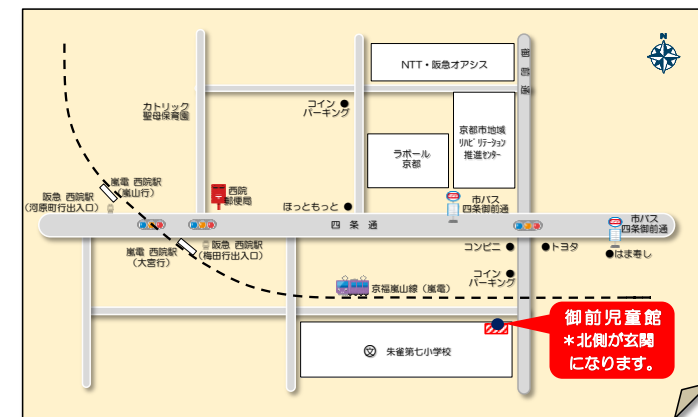 N
NTT・阪急オアシス
カトリック
聖母保育園
コイン
パーキング
京都市地域
ﾘﾊﾋﾞﾘﾃｰｼｮﾝ
推進ｾﾝﾀｰ
ラボール
京都
嵐電 西院駅
(嵐山行)
阪急 西院駅
(河原町行出入口)
西院
郵便局
ほっともっと
市バス
四条御前通
市バス
四条御前通
四条通
嵐電 西院駅
(大宮行)
阪急 西院駅
(梅田行出入口)
コンビニ
トヨタ
はま寿し
コイン
パーキング
京福嵐山線（嵐電）
御前児童館
＊北側が玄関
になります。
文
朱雀第七小学校